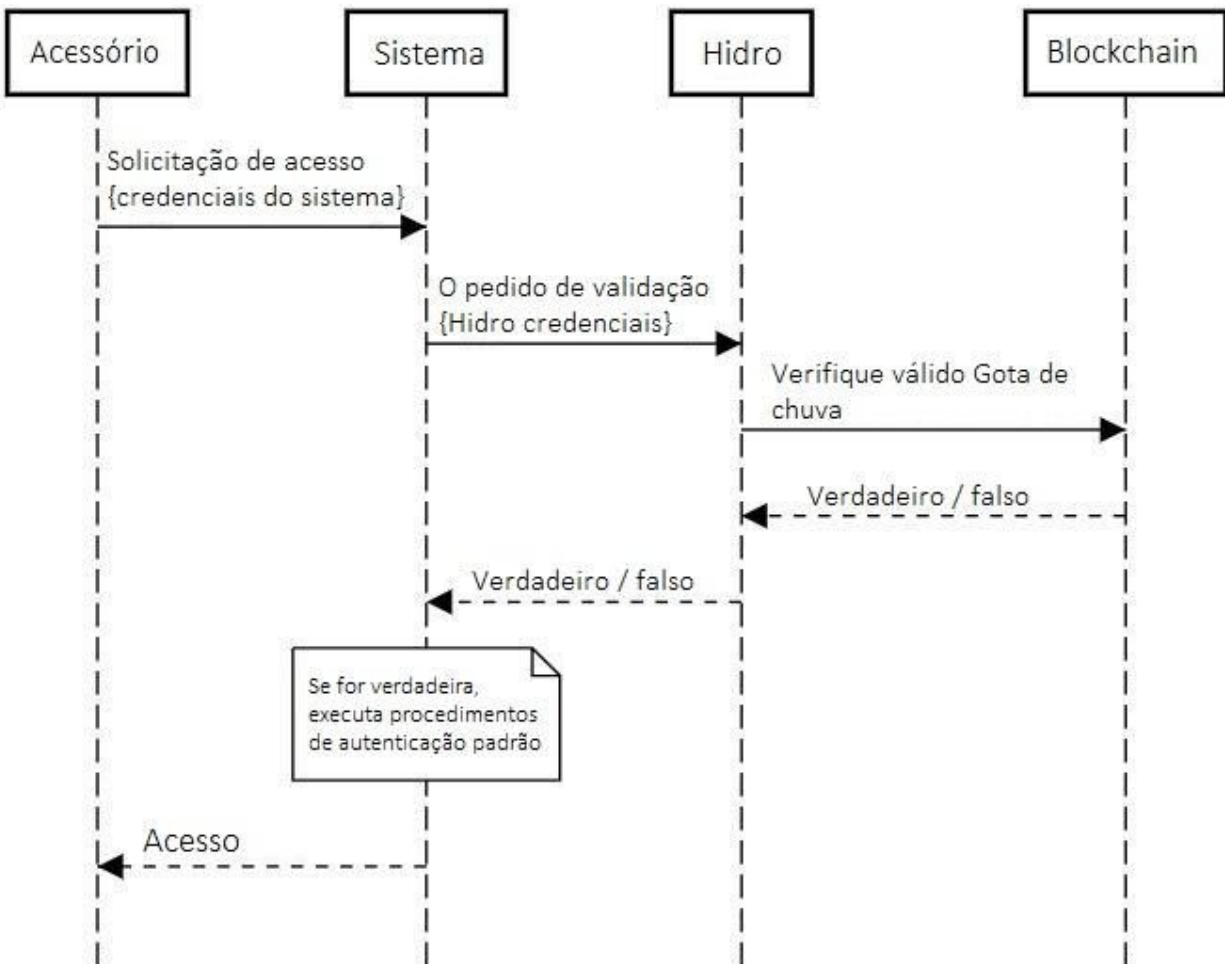 Acessório
Sistema
Hidro
Blockchain
Solicitação de acesso
{credenciais do sistema}
O pedido de validação
{Hidro credenciais}
Verifique válido Gota de
chuva
Verdadeiro / falso
Verdadeiro / falso
Se for verdadeira,
executa procedimentos
de autenticação padrão
Acesso